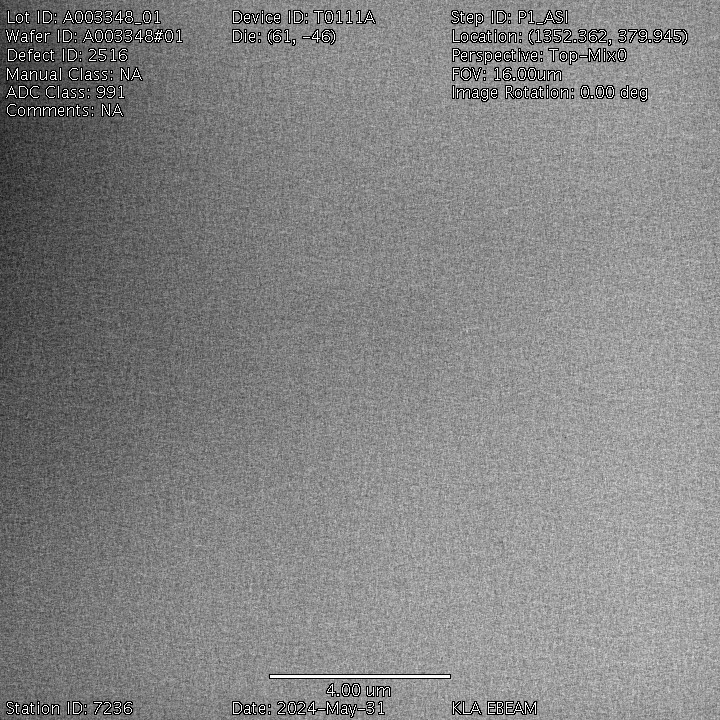 Lot ID: A003348_01 Device ID: T0111A Step ID: P1_ASI
Wafer ID: A003348#01 Die: (61, -46) Location: (1352.362, 379.945)
Defect ID: 2516 Perspective: Top-Mix0
Manual Class: NA FOV: 16.00um
ADC Class: 991 Image Rotation: 0.00 deg
Comments: NA
4.00 um
Station ID: 7236 Date: 2024-May-31 KLA EBEAM